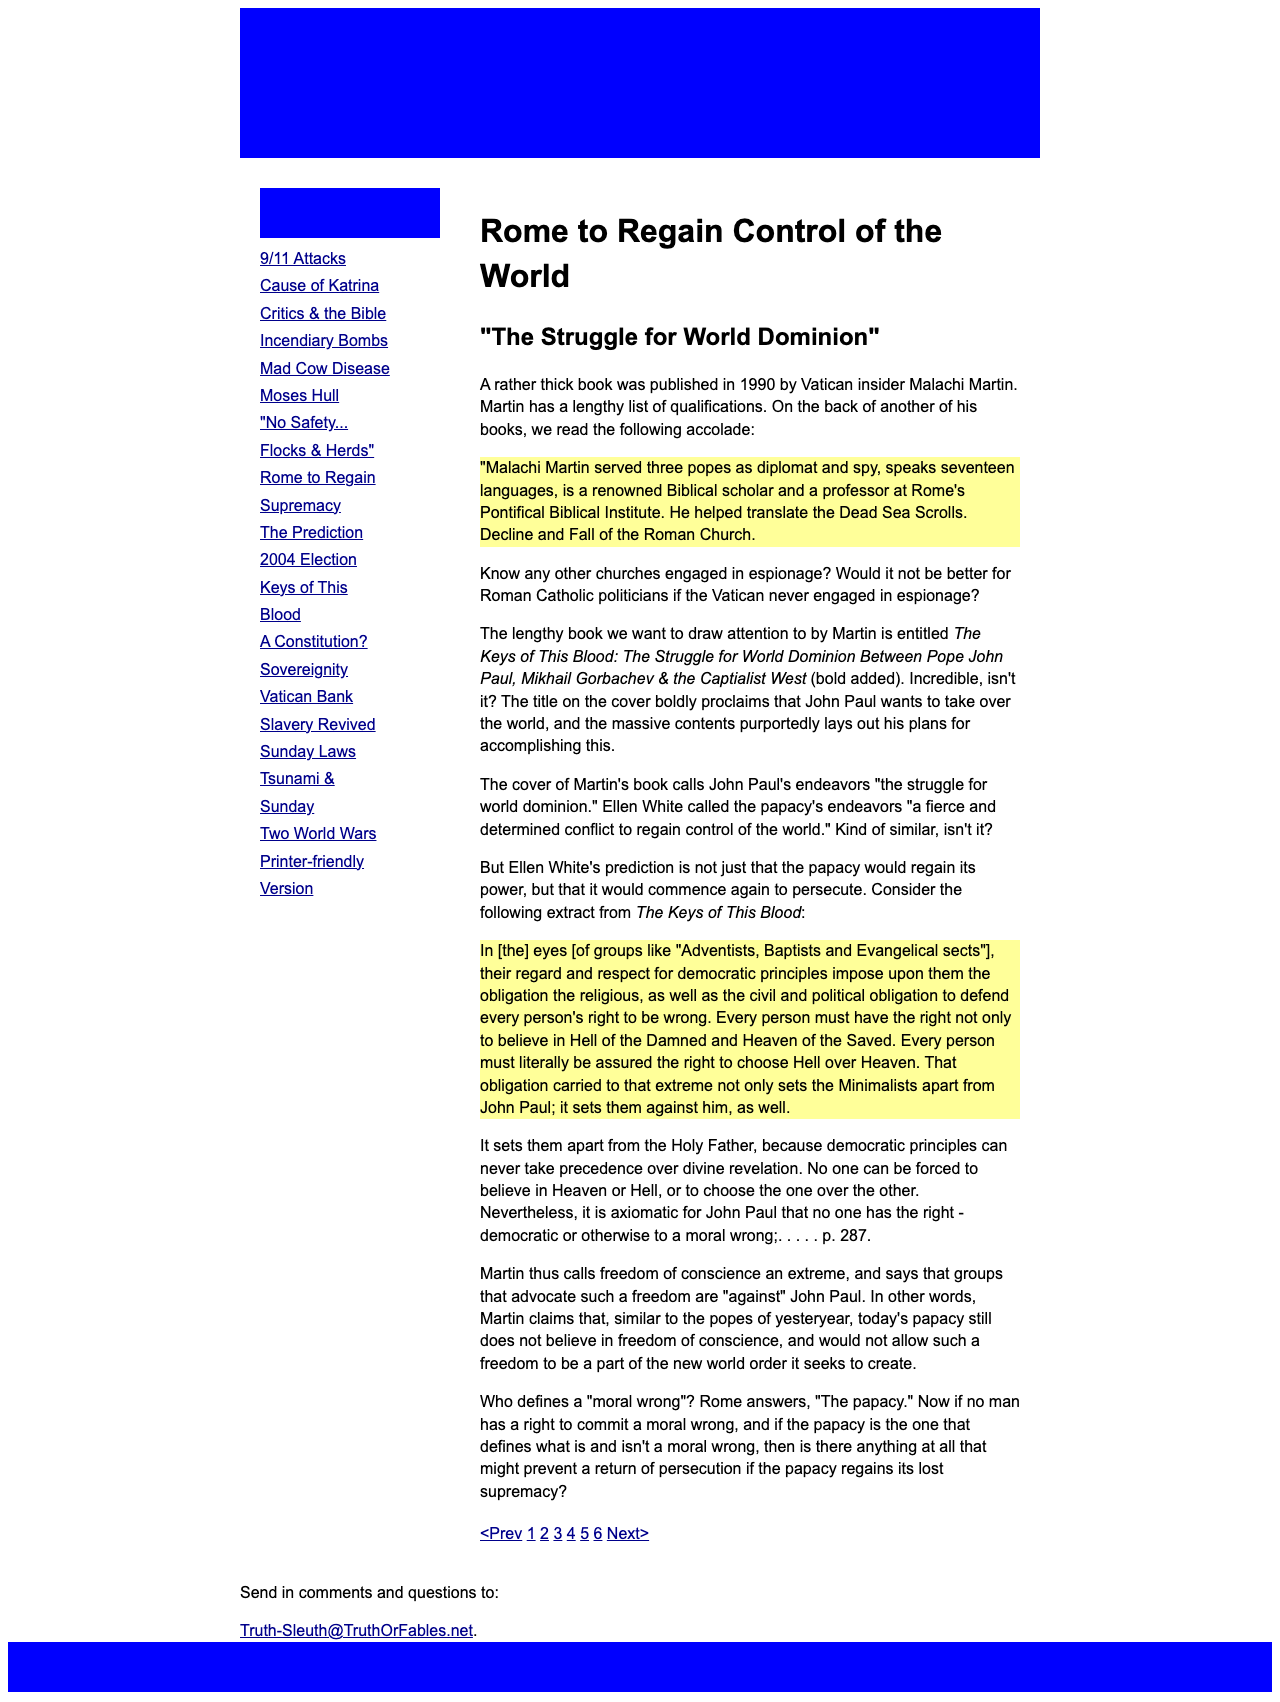 9/11 Attacks
Cause of Katrina
Critics & the Bible
Incendiary Bombs
Mad Cow Disease
Moses Hull
"No Safety...
Flocks & Herds"
Rome to Regain
Supremacy
The Prediction
2004 Election
Keys of This
Blood
A Constitution?
Sovereignity
Vatican Bank
Slavery Revived
Sunday Laws
Tsunami &
Sunday
Two World Wars
Printer-friendly
Version
Rome to Regain Control of the
World
"The Struggle for World Dominion"
A rather thick book was published in 1990 by Vatican insider Malachi Martin.
Martin has a lengthy list of qualifications. On the back of another of his
books, we read the following accolade:
"Malachi Martin served three popes as diplomat and spy, speaks seventeen
languages, is a renowned Biblical scholar and a professor at Rome's
Pontifical Biblical Institute. He helped translate the Dead Sea Scrolls.
Decline and Fall of the Roman Church.
Know any other churches engaged in espionage? Would it not be better for
Roman Catholic politicians if the Vatican never engaged in espionage?
The lengthy book we want to draw attention to by Martin is entitled The
Keys of This Blood: The Struggle for World Dominion Between Pope John
Paul, Mikhail Gorbachev & the Captialist West (bold added). Incredible, isn't
it? The title on the cover boldly proclaims that John Paul wants to take over
the world, and the massive contents purportedly lays out his plans for
accomplishing this.
The cover of Martin's book calls John Paul's endeavors "the struggle for
world dominion." Ellen White called the papacy's endeavors "a fierce and
determined conflict to regain control of the world." Kind of similar, isn't it?
But Ellen White's prediction is not just that the papacy would regain its
power, but that it would commence again to persecute. Consider the
following extract from The Keys of This Blood:
In [the] eyes [of groups like "Adventists, Baptists and Evangelical sects"],
their regard and respect for democratic principles impose upon them the
obligation the religious, as well as the civil and political obligation to defend
every person's right to be wrong. Every person must have the right not only
to believe in Hell of the Damned and Heaven of the Saved. Every person
must literally be assured the right to choose Hell over Heaven. That
obligation carried to that extreme not only sets the Minimalists apart from
John Paul; it sets them against him, as well.
It sets them apart from the Holy Father, because democratic principles can
never take precedence over divine revelation. No one can be forced to
believe in Heaven or Hell, or to choose the one over the other.
Nevertheless, it is axiomatic for John Paul that no one has the right -
democratic or otherwise to a moral wrong;. . . . . p. 287.
Martin thus calls freedom of conscience an extreme, and says that groups
that advocate such a freedom are "against" John Paul. In other words,
Martin claims that, similar to the popes of yesteryear, today's papacy still
does not believe in freedom of conscience, and would not allow such a
freedom to be a part of the new world order it seeks to create.
Who defines a "moral wrong"? Rome answers, "The papacy." Now if no man
has a right to commit a moral wrong, and if the papacy is the one that
defines what is and isn't a moral wrong, then is there anything at all that
might prevent a return of persecution if the papacy regains its lost
supremacy?
<Prev 1 2 3 4 5 6 Next>
Send in comments and questions to:
Truth-Sleuth@TruthOrFables.net.